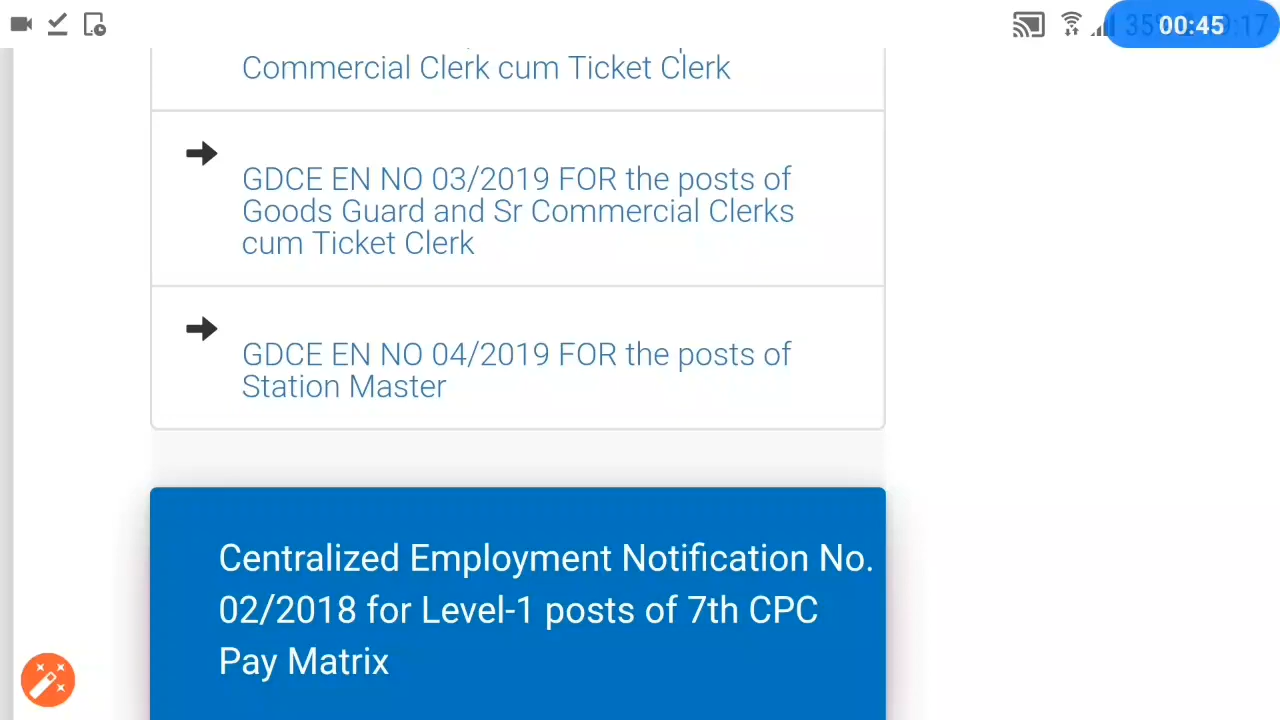 35%
00:45
:17
Commercial Clerk cum Ticket Clerk
GDCE EN NO 03/2019 FOR the posts of
Goods Guard and Sr Commercial Clerks
cum Ticket Clerk
GDCE EN NO 04/2019 FOR the posts of
Station Master
Centralized Employment Notification No.
02/2018 for Level-1 posts of 7th CPC
Pay Matrix